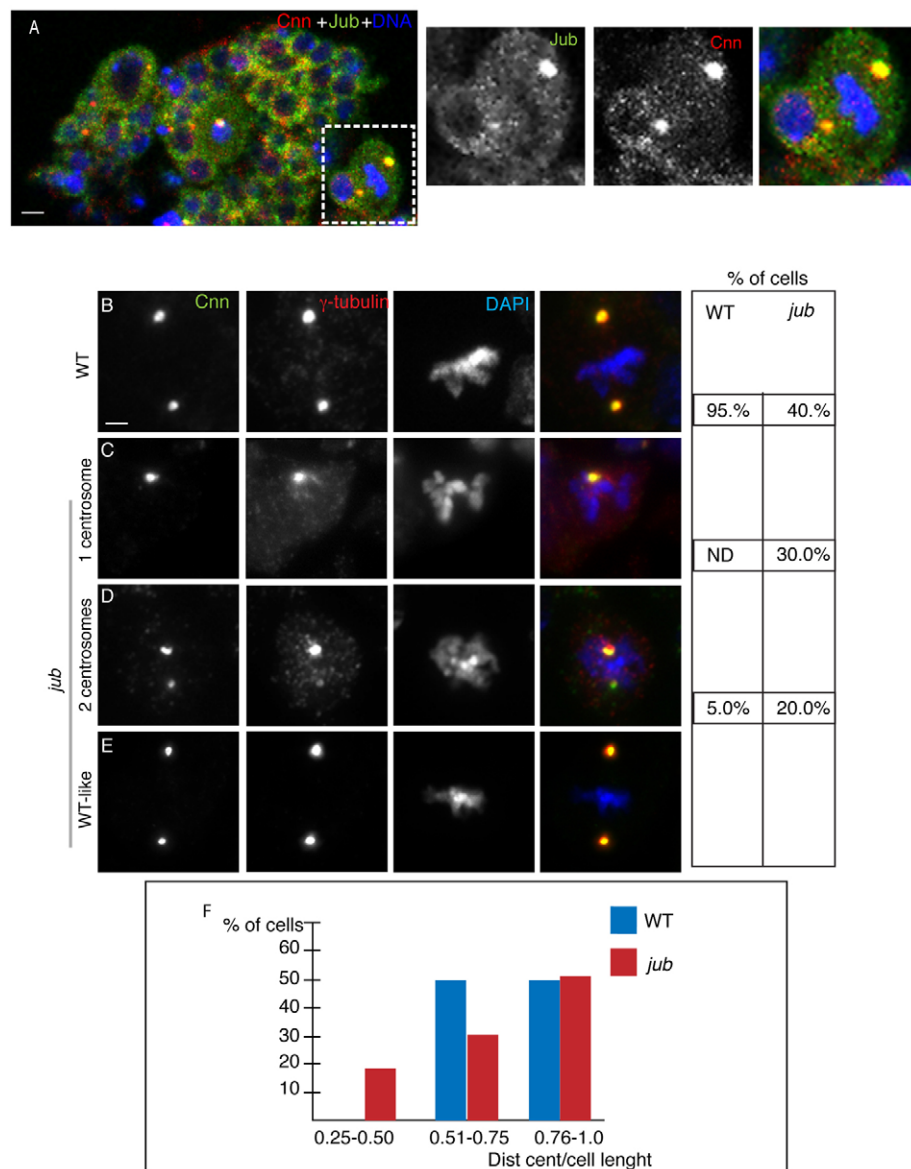 A
Cnn +Jub+DNA
Jub
Cnn
% of cells
WT jub
B
Cnn
γ-tubulin
DAPI
WT
95.% 40.%
C
1 centrosome
ND 30.0%
D
2 centrosomes
jub
5.0% 20.0%
E
WT-like
F
% of cells
WT
jub
60
50
40
30
20
10
0.25-0.50 0.51-0.75 0.76-1.0
Dist cent/cell lenght